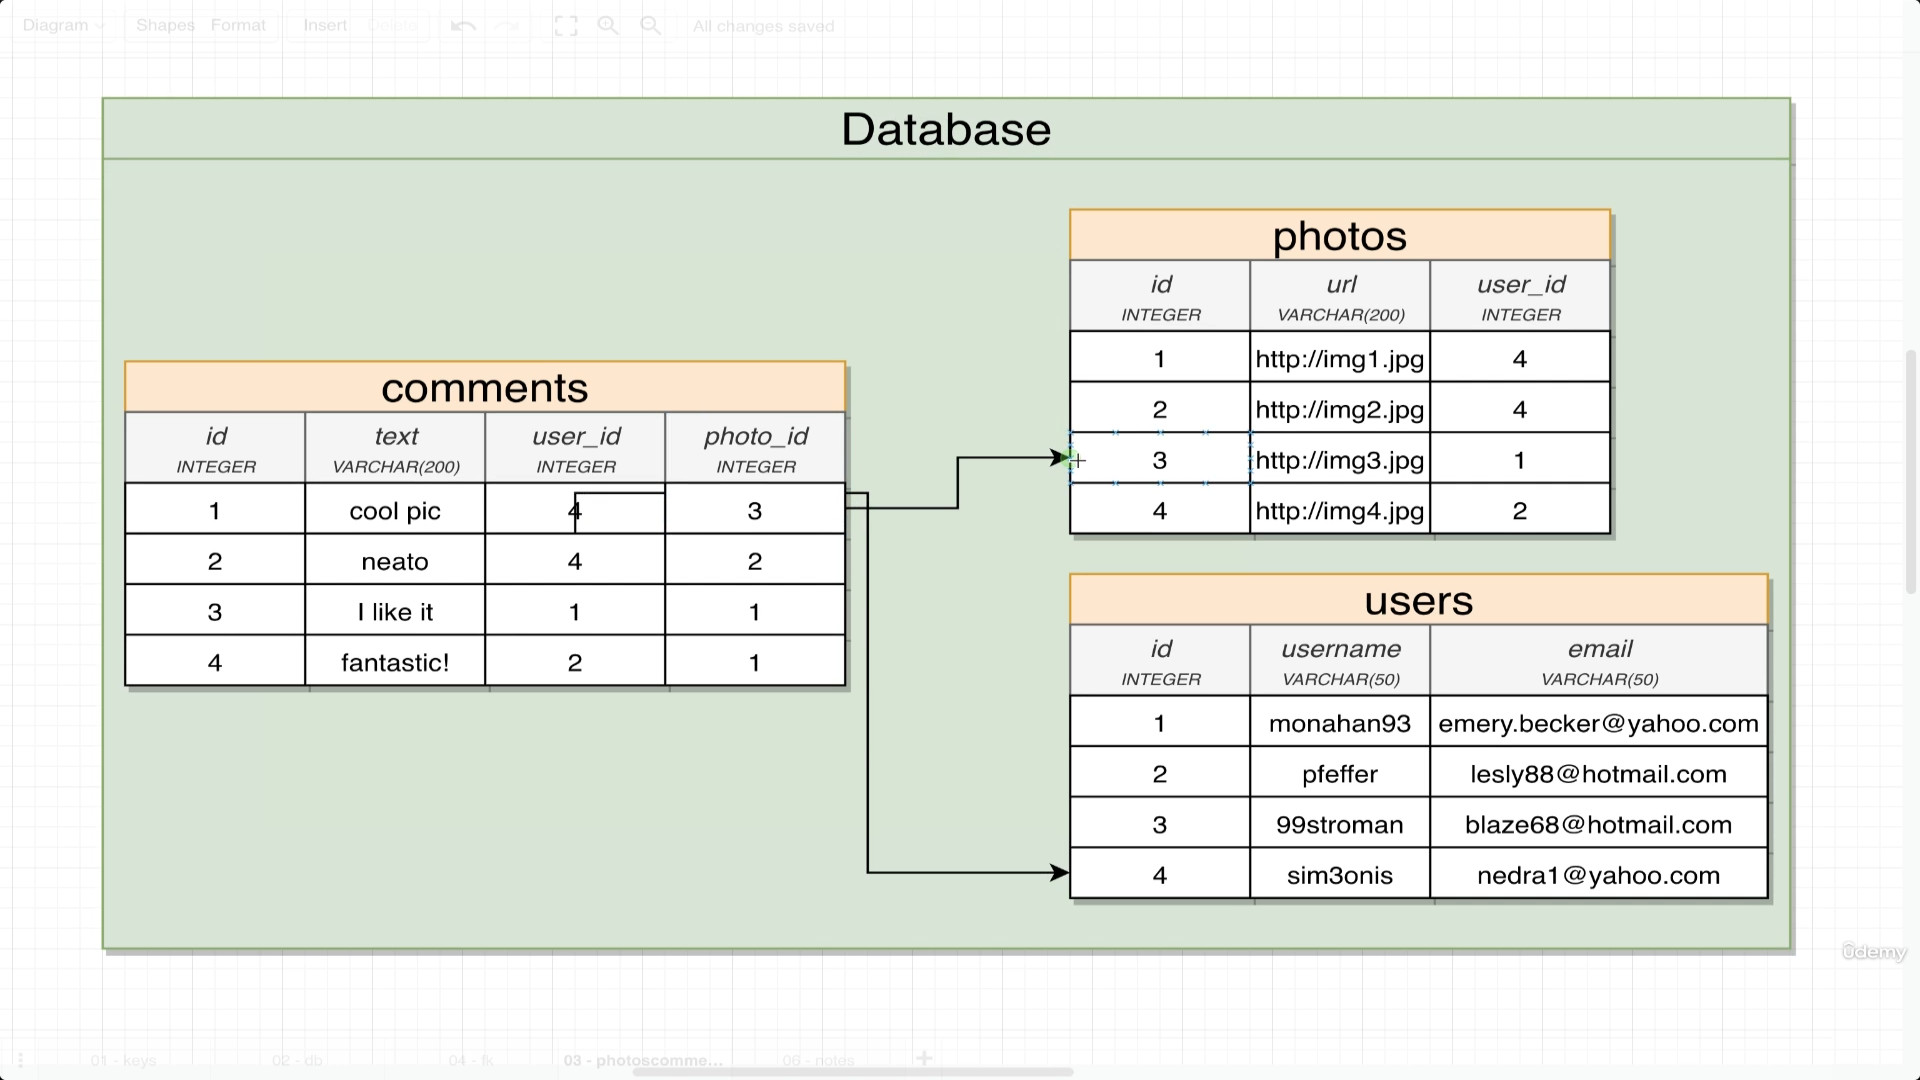 Diagram Shapes Format Insert Delete All changes saved
Database
photos
id url user_id
INTEGER VARCHAR(200) INTEGER
1 http://img1.jpg 4
2 http://img2.jpg 4
3 http://img3.jpg 1
4 http://img4.jpg 2
comments
id text user_id photo_id
INTEGER VARCHAR(200) INTEGER INTEGER
1 cool pic 4 3
2 neato 4 2
3 I like it 1 1
4 fantastic! 2 1
users
id username email
INTEGER VARCHAR(50) VARCHAR(50)
1 monahan93 emery.becker@yahoo.com
2 pfeffer lesly88@hotmail.com
3 99stroman blaze68@hotmail.com
4 sim3onis nedra1@yahoo.com
ûdemy
01 - keys 02 - db 04 - fk 03 - photoscomme... 06 - notes